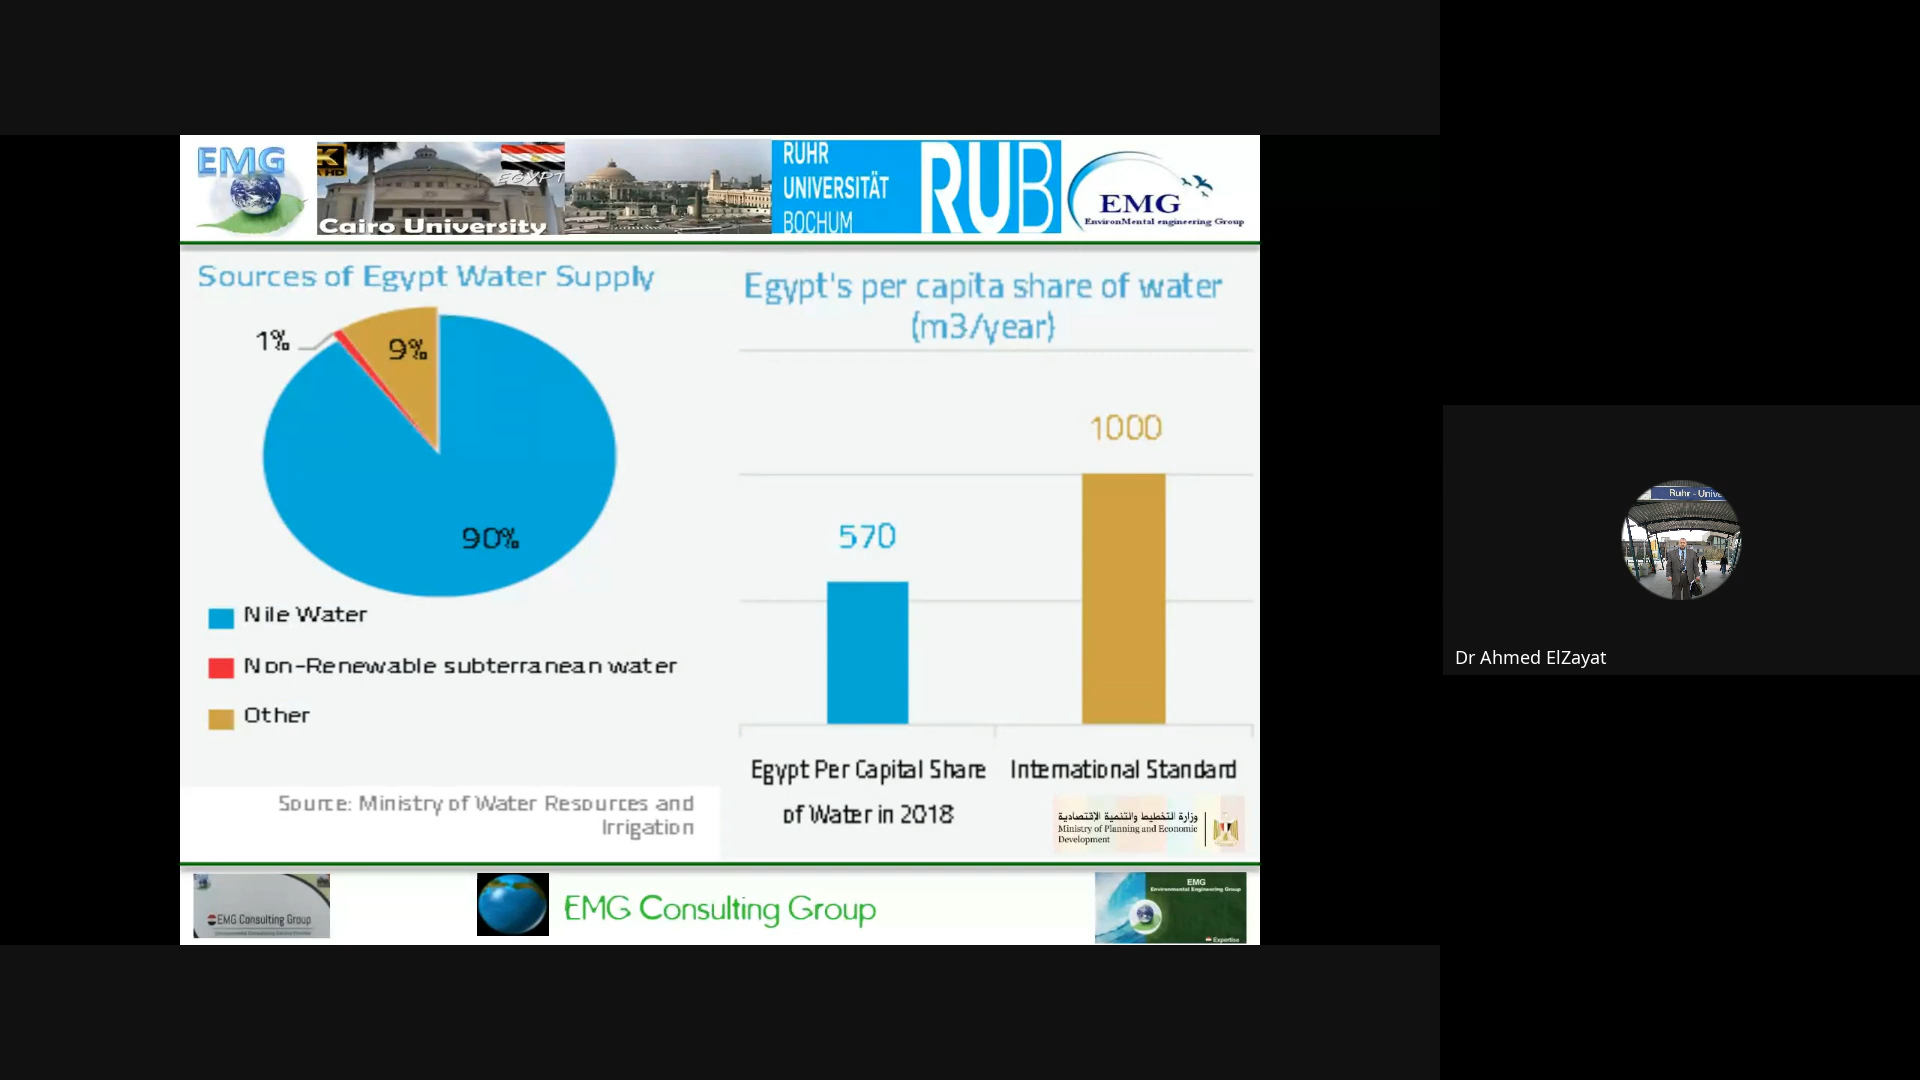 EMG
K
HD
EGYPT
Cairo University
RUHR
UNIVERSITÄT
BOCHUM
RUB
EMG
EnvironMental engineering Group
Sources of Egypt Water Supply
1%
9%
90%
Nile Water
Non-Renewable subterranean water
Other
Source: Ministry of Water Resources and
Irrigation
Egypt's per capita share of water
(m3/year)
570
1000
Egypt Per Capital Share
of Water in 2018
International Standard
وزارة التخطيط والتنمية الاقتصادية
Ministry of Planning and Economic
Development
EMG Consulting Group
EMG Consulting Group
EMG
Environmental Engineering Group
Expertise
Ruhr - Unive
Dr Ahmed ElZayat